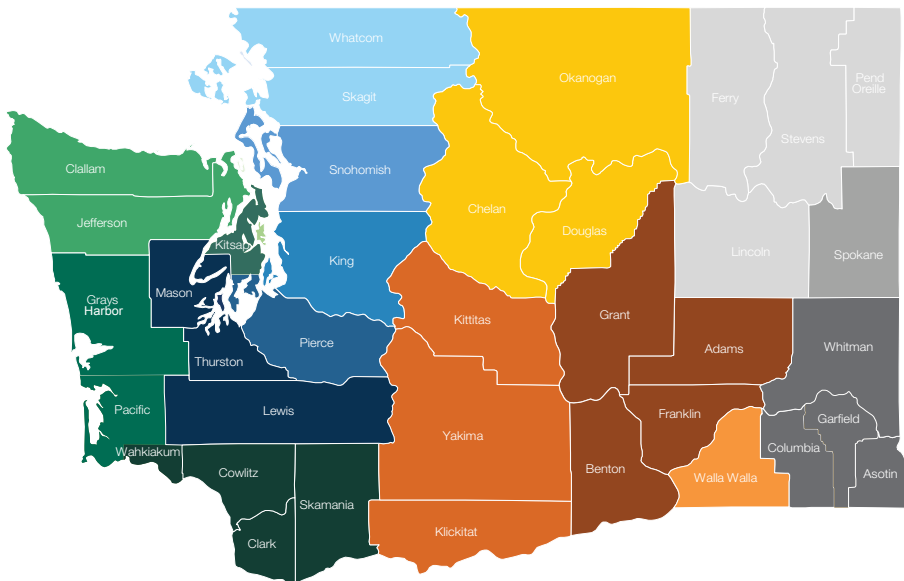 Whatcom
Skagit
Okanogan
Ferry
Stevens
Pend
Oreille
Clallam
Snohomish
Jefferson
Kitsap
King
Chelan
Douglas
Lincoln
Spokane
Mason
Grays
Harbor
Kittitas
Grant
Pierce
Adams
Whitman
Thurston
Pacific
Lewis
Franklin
Garfield
Yakima
Columbia
Wahkiakum
Cowlitz
Benton
Walla Walla
Asotin
Skamania
Klickitat
Clark